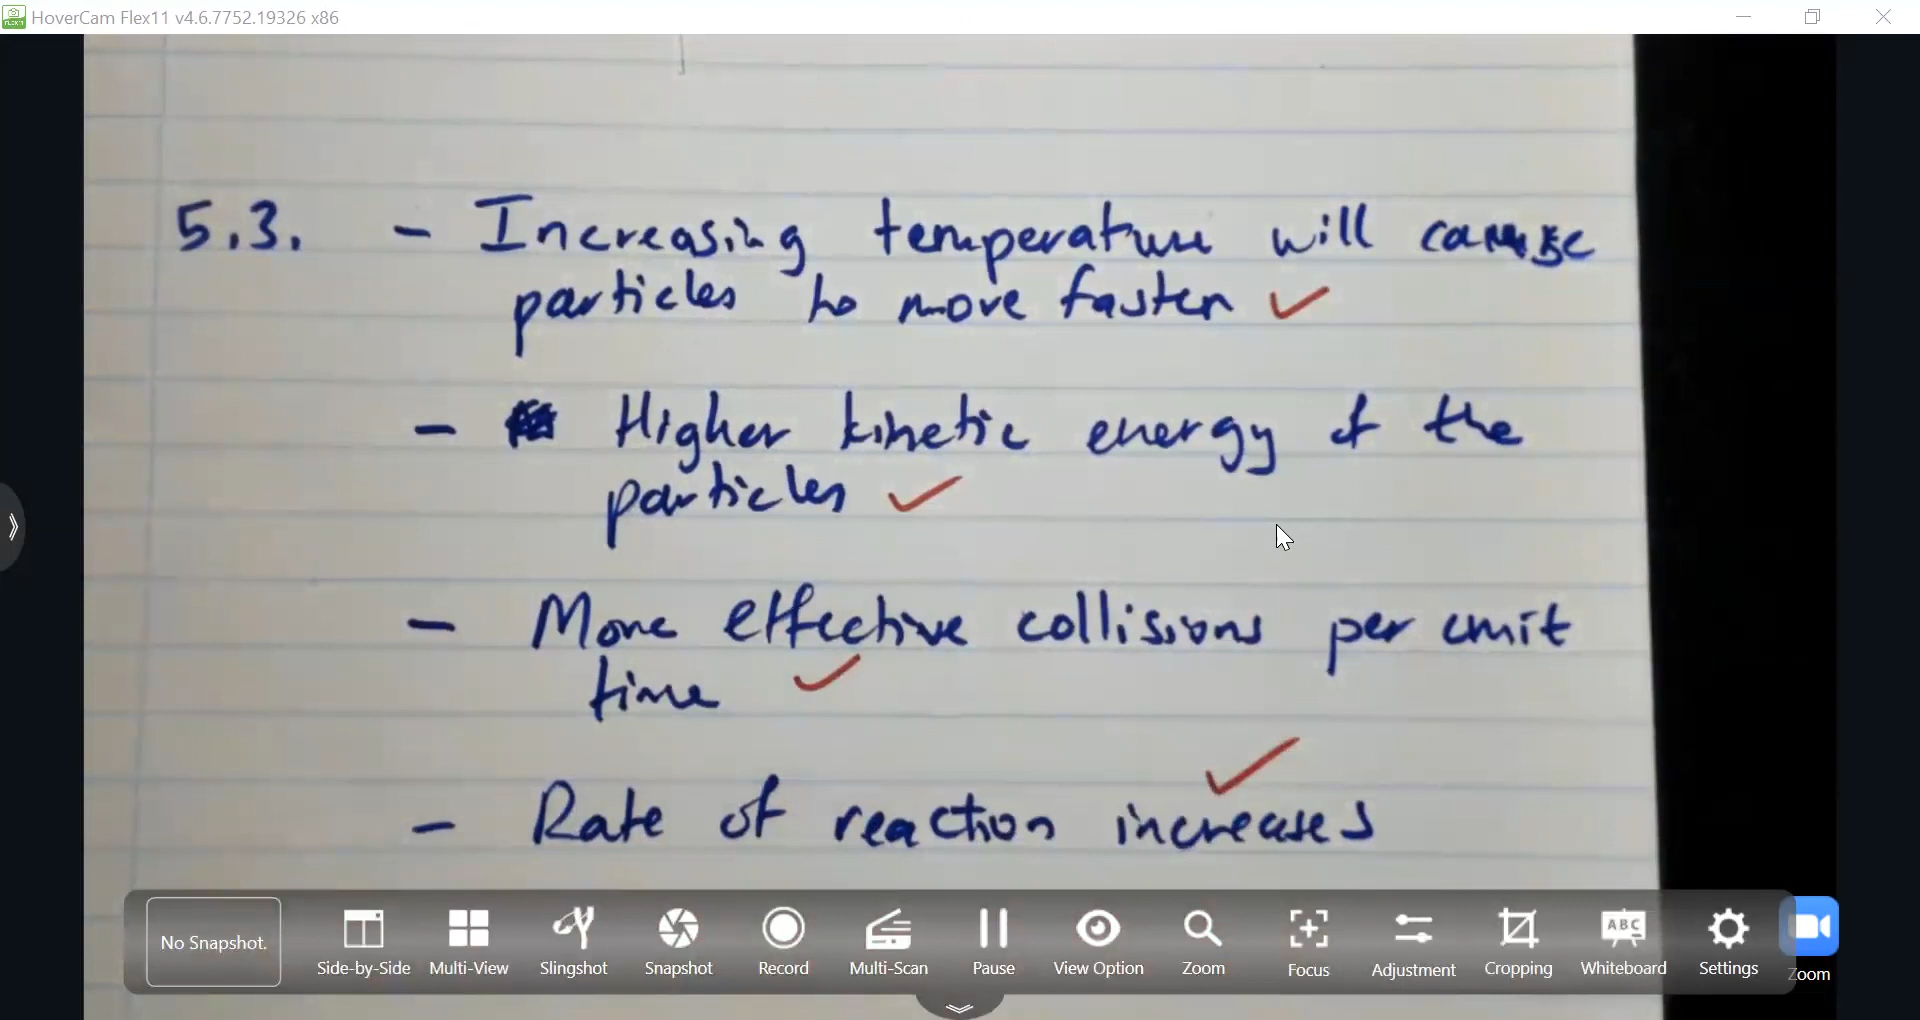 HoverCam Flex11 v4.6.7752.19326 x86
5.3. - Increasing temperature will cause
particles to move faster ✓
- Higher kinetic energy of the
particles ✓
- More effective collisions per unit
time ✓
- Rate of reaction increases ✓
No Snapshot.
Side-by-Side Multi-View Slingshot Snapshot Record Multi-Scan Pause View Option Zoom Focus Adjustment Cropping ABC Whiteboard Settings Zoom